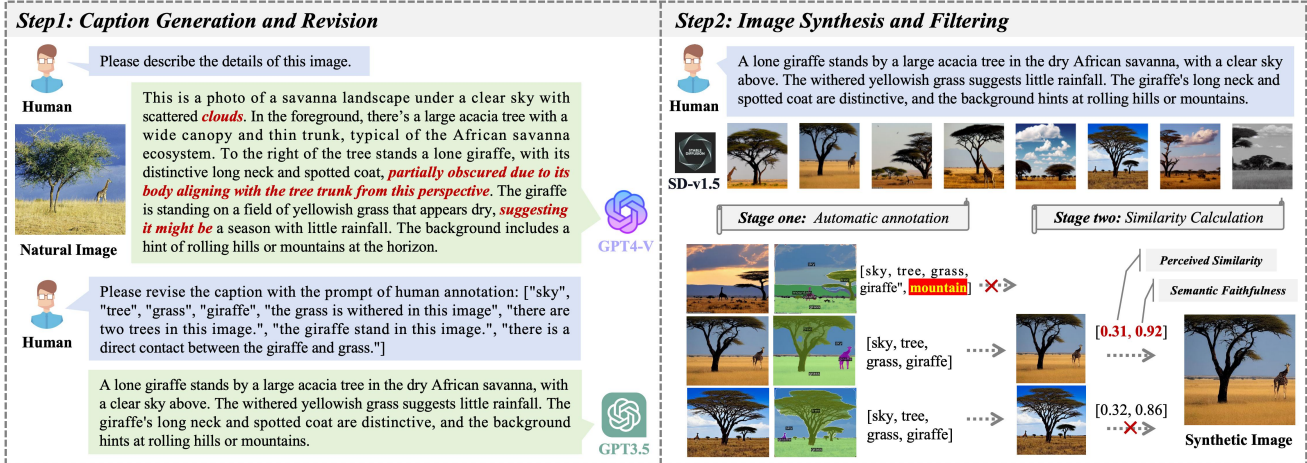 Step1: Caption Generation and Revision
Human
Please describe the details of this image.
Natural Image
This is a photo of a savanna landscape under a clear sky with
scattered clouds. In the foreground, there's a large acacia tree with a
wide canopy and thin trunk, typical of the African savanna
ecosystem. To the right of the tree stands a lone giraffe, with its
distinctive long neck and spotted coat, partially obscured due to its
body aligning with the tree trunk from this perspective. The giraffe
is standing on a field of yellowish grass that appears dry, suggesting
it might be a season with little rainfall. The background includes a
hint of rolling hills or mountains at the horizon.
GPT4-V
Human
Please revise the caption with the prompt of human annotation: ["sky",
"tree", "grass", "giraffe", "the grass is withered in this image", "there are
two trees in this image.", "the giraffe stand in this image.", "there is a
direct contact between the giraffe and grass."]
A lone giraffe stands by a large acacia tree in the dry African savanna, with
a clear sky above. The withered yellowish grass suggests little rainfall. The
giraffe's long neck and spotted coat are distinctive, and the background
hints at rolling hills or mountains.
GPT3.5
Step2: Image Synthesis and Filtering
Human
A lone giraffe stands by a large acacia tree in the dry African savanna, with a clear sky
above. The withered yellowish grass suggests little rainfall. The giraffe's long neck and
spotted coat are distinctive, and the background hints at rolling hills or mountains.
SD-v1.5
Stage one: Automatic annotation
[sky, tree, grass,
giraffe", mountain]
[sky, tree,
grass, giraffe]
[sky, tree,
grass, giraffe]
Stage two: Similarity Calculation
Perceived Similarity
Semantic Faithfulness
[0.31, 0.92]
[0.32, 0.86]
Synthetic Image